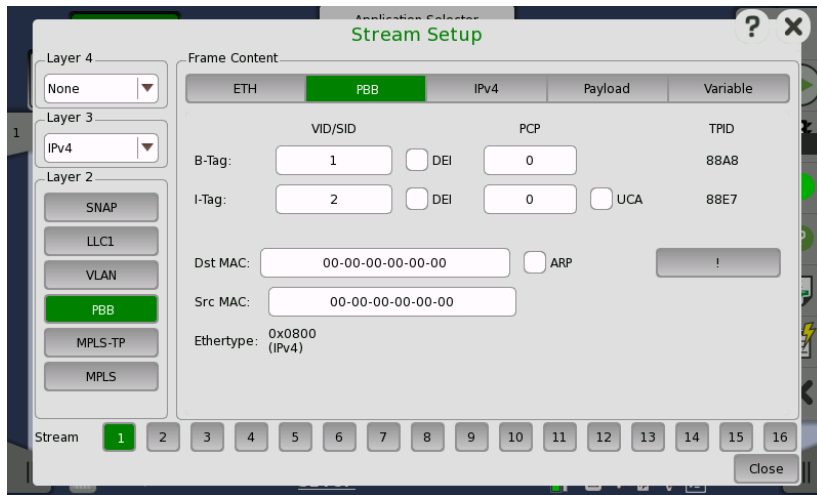 Stream Setup
? X
Layer 4
None
Layer 3
IPv4
Layer 2
SNAP
LLC1
VLAN
PBB
MPLS-TP
MPLS
Frame Content
ETH PBB IPv4 Payload Variable
VID/SID PCP TPID
B-Tag: 1 DEI 0 88A8
I-Tag: 2 DEI 0 UCA 88E7
Dst MAC: 00-00-00-00-00-00 ARP !
Src MAC: 00-00-00-00-00-00
Ethertype: 0x0800
(IPv4)
Stream 1 2 3 4 5 6 7 8 9 10 11 12 13 14 15 16
Close
1